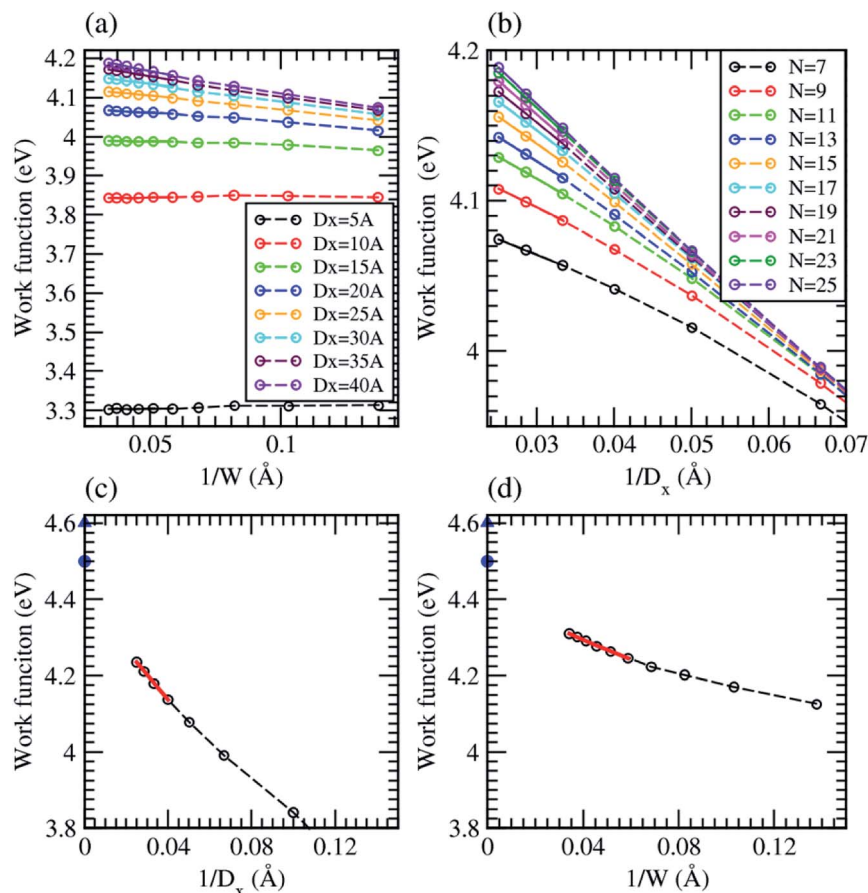 (a)
(b)
4.2
4.1
4
3.9
3.8
3.7
3.6
3.5
3.4
3.3
Work function (eV)
0.05
0.1
1/W (Å)
Dx=5A
Dx=10A
Dx=15A
Dx=20A
Dx=25A
Dx=30A
Dx=35A
Dx=40A
4.2
4.1
4
Work function (eV)
0.03
0.04
0.05
0.06
0.07
1/Dx (Å)
N=7
N=9
N=11
N=13
N=15
N=17
N=19
N=21
N=23
N=25
(c)
(d)
4.6
4.4
4.2
4
3.8
Work funciton (eV)
0
0.04
0.08
0.12
1/Dx (Å)
4.6
4.4
4.2
4
3.8
Work function (eV)
0
0.04
0.08
0.12
1/W (Å)